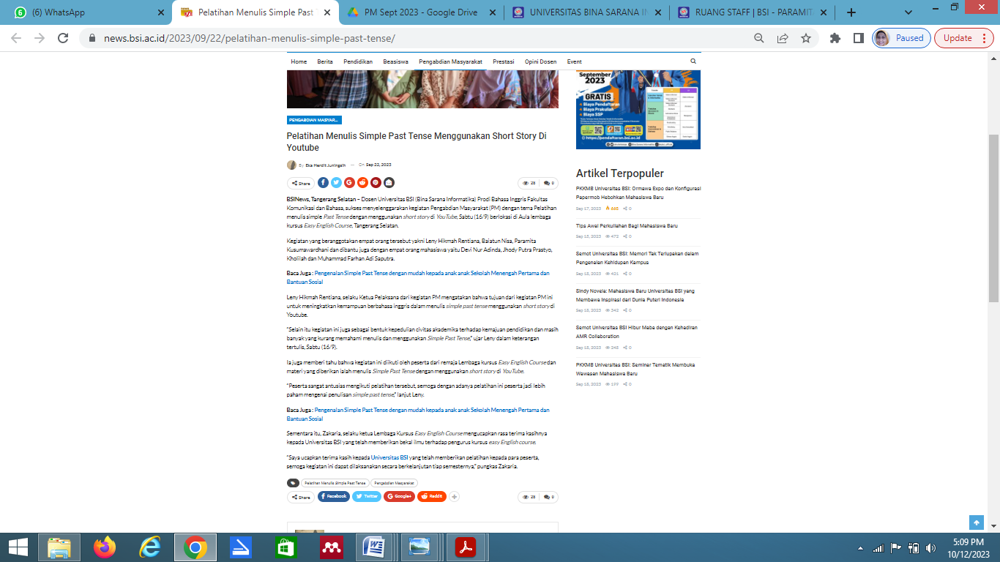 (6) WhatsApp
Pelatihan Menulis Simple Past T
PM Sept 2023 - Google Drive
UNIVERSITAS BINA SARANA IN
RUANG STAFF | BSI - PARAMIT
news.bsi.ac.id/2023/09/22/pelatihan-menulis-simple-past-tense/
Paused
Update
Home Berita Pendidikan Beasiswa Pengabdian Masyarakat Prestasi Opini Dosen Event
PENGABDIAN MASYAR...
Pelatihan Menulis Simple Past Tense Menggunakan Short Story Di
Youtube
By Eka Herdit Juningsih — On Sep 22, 2023
Share 28 0
BSINews, Tangerang Selatan – Dosen Universitas BSI (Bina Sarana Informatika) Prodi Bahasa Inggris Fakultas
Komunikasi dan Bahasa, sukses menyelenggarakan kegiatan Pengabdian Masyarakat (PM) dengan tema Pelatihan
menulis simple Past Tense dengan menggunakan short story di YouTube, Sabtu (16/9) berlokasi di Aula lembaga
kursus Easy English Course, Tangerang Selatan.
Kegiatan yang beranggotakan empat orang tersebut yakni Leny Hikmah Rentiana, Baiatun Nisa, Paramita
Kusumawardhani dan dibantu juga dengan empat orang mahasiswa yaitu Devi Nur Adinda, Jhody Putra Prastyo,
Kholilah dan Muhammad Farhan Adi Saputra.
Baca Juga : Pengenalan Simple Past Tense dengan mudah kepada anak anak Sekolah Menengah Pertama dan
Bantuan Sosial
Leny Hikmah Rentiana, selaku Ketua Pelaksana dari kegiatan PM mengatakan bahwa tujuan dari kegiatan PM ini
untuk meningkatkan kemampuan berbahasa inggris dalam menulis simple past tense menggunakan short story di
Youtube.
"Selain itu kegiatan ini juga sebagai bentuk kepedulian civitas akademika terhadap kemajuan pendidikan dan masih
banyak yang kurang memahami menulis dan menggunakan Simple Past Tense," ujar Leny dalam keterangan
tertulis, Sabtu (16/9).
Ia juga memberi tahu bahwa kegiatan ini diikuti oleh peserta dari remaja Lembaga kursus Easy English Course dan
materi yang diberikan ialah menulis Simple Past Tense dengan menggunakan short story di YouTube.
"Peserta sangat antusias mengikuti pelatihan tersebut, semoga dengan adanya pelatihan ini peserta jadi lebih
paham mengenai penulisan simple past tense," lanjut Leny.
Baca Juga : Pengenalan Simple Past Tense dengan mudah kepada anak anak Sekolah Menengah Pertama dan
Bantuan Sosial
Sementara itu, Zakaria, selaku ketua Lembaga Kursus Easy English Course mengucapkan rasa terima kasihnya
kepada Universitas BSI yang telah memberikan bekal ilmu terhadap pengurus kursus easy english course.
"Saya ucapkan terima kasih kepada Universitas BSI yang telah memberikan pelatihan kepada para peserta,
semoga kegiatan ini dapat dilaksanakan secara berkelanjutan tiap semesternya," pungkas Zakaria.
Pelatihan Menulis Simple Past Tense Pengabdian Masyarakat
Share Facebook Twitter Google+ ReddIt 28 0
September
2023
GRATIS
Biaya Pendaftaran
Biaya Prakuliah
Biaya SSP
https://pendaftaran.bsi.ac.id
Artikel Terpopuler
PKKMB Universitas BSI: Ormawa Expo dan Konfigurasi
Papermob Hebohkan Mahasiswa Baru
Sep 17, 2023 668 0
Tips Awal Perkuliahan Bagi Mahasiswa Baru
Sep 18, 2023 472 0
Semot Universitas BSI: Memori Tak Terlupakan dalam
Pengenalan Kehidupan Kampus
Sep 18, 2023 421 0
Sindy Novela: Mahasiswa Baru Universitas BSI yang
Membawa Inspirasi dari Dunia Puteri Indonesia
Sep 18, 2023 342 0
Semot Universitas BSI Hibur Maba dengan Kehadiran
AMR Collaboration
Sep 18, 2023 248 0
PKKMB Universitas BSI: Seminar Tematik Membuka
Wawasan Mahasiswa Baru
Sep 18, 2023 199 0
5:09 PM
10/12/2023